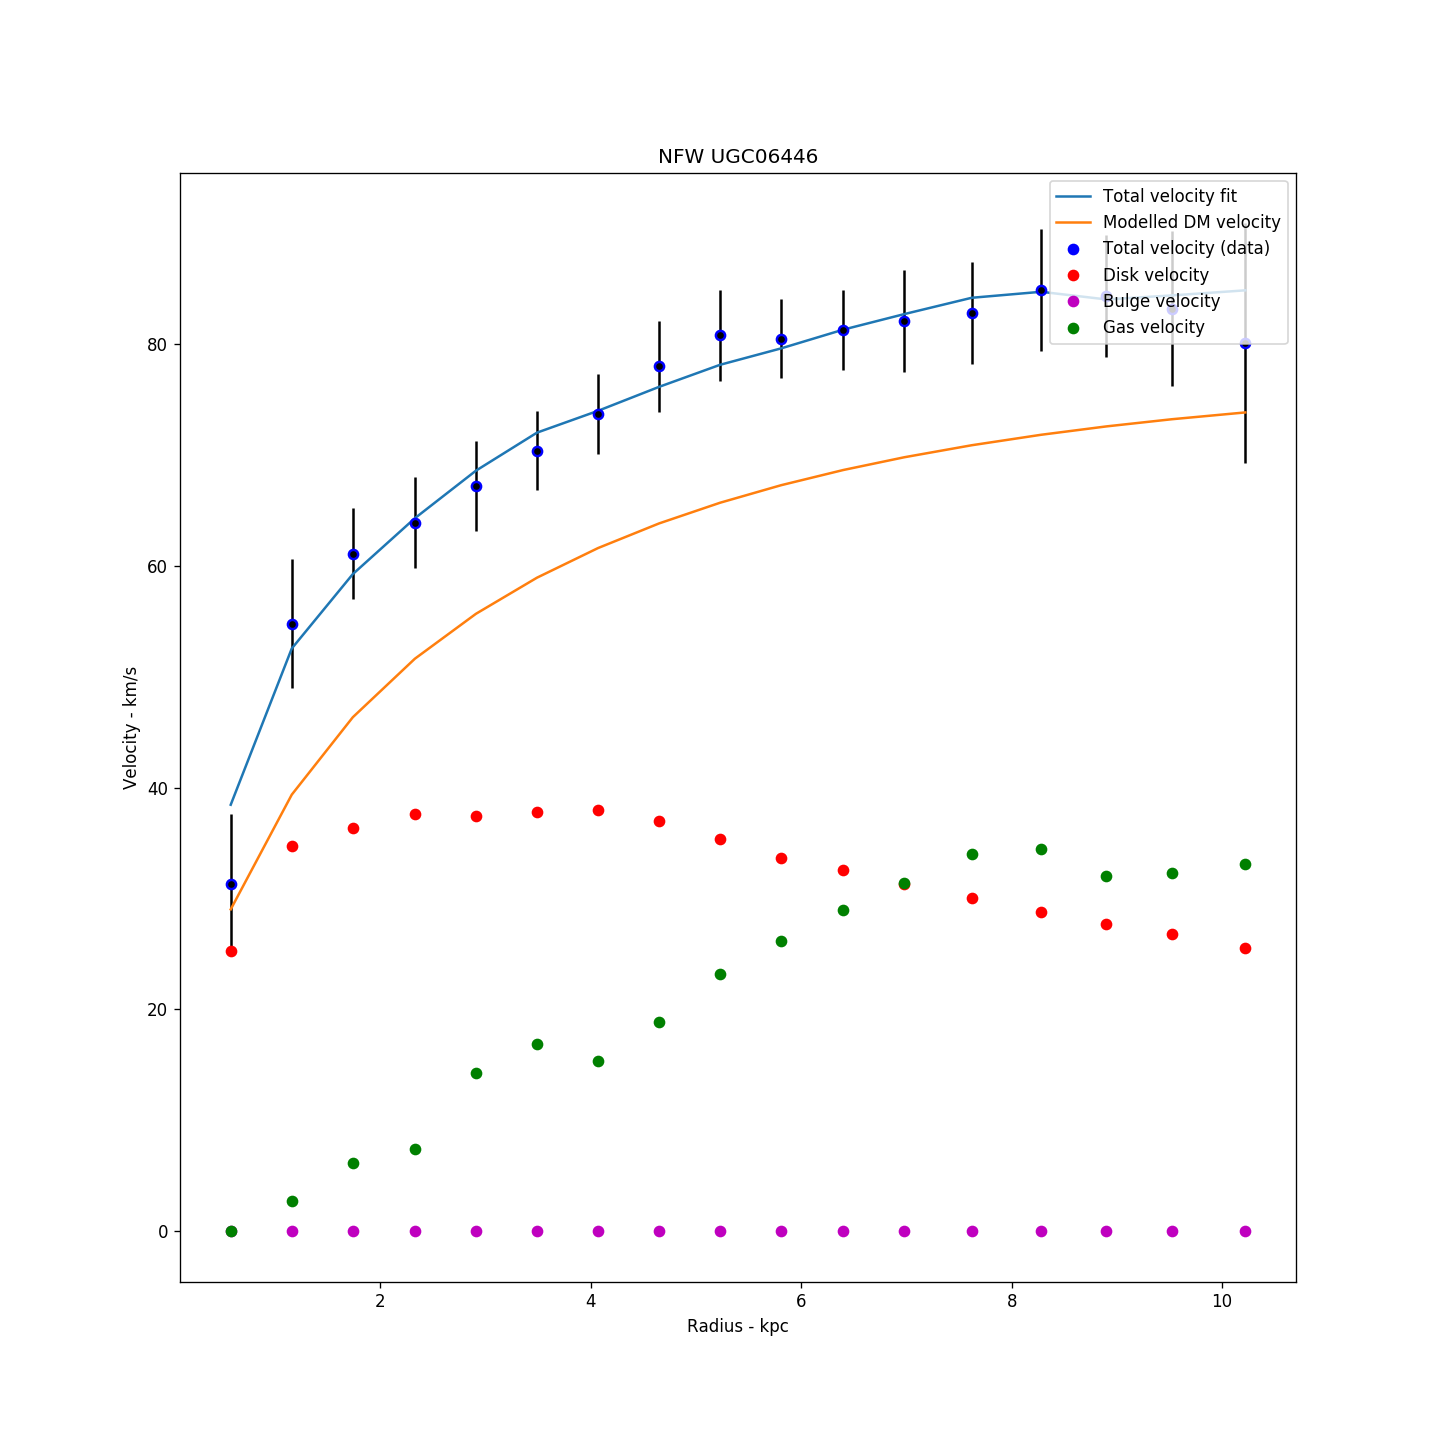 NFW UGC06446
Total velocity fit
Modelled DM velocity
Total velocity (data)
Disk velocity
Bulge velocity
Gas velocity
80
60
40
20
0
Velocity - km/s
2 4 6 8 10
Radius - kpc